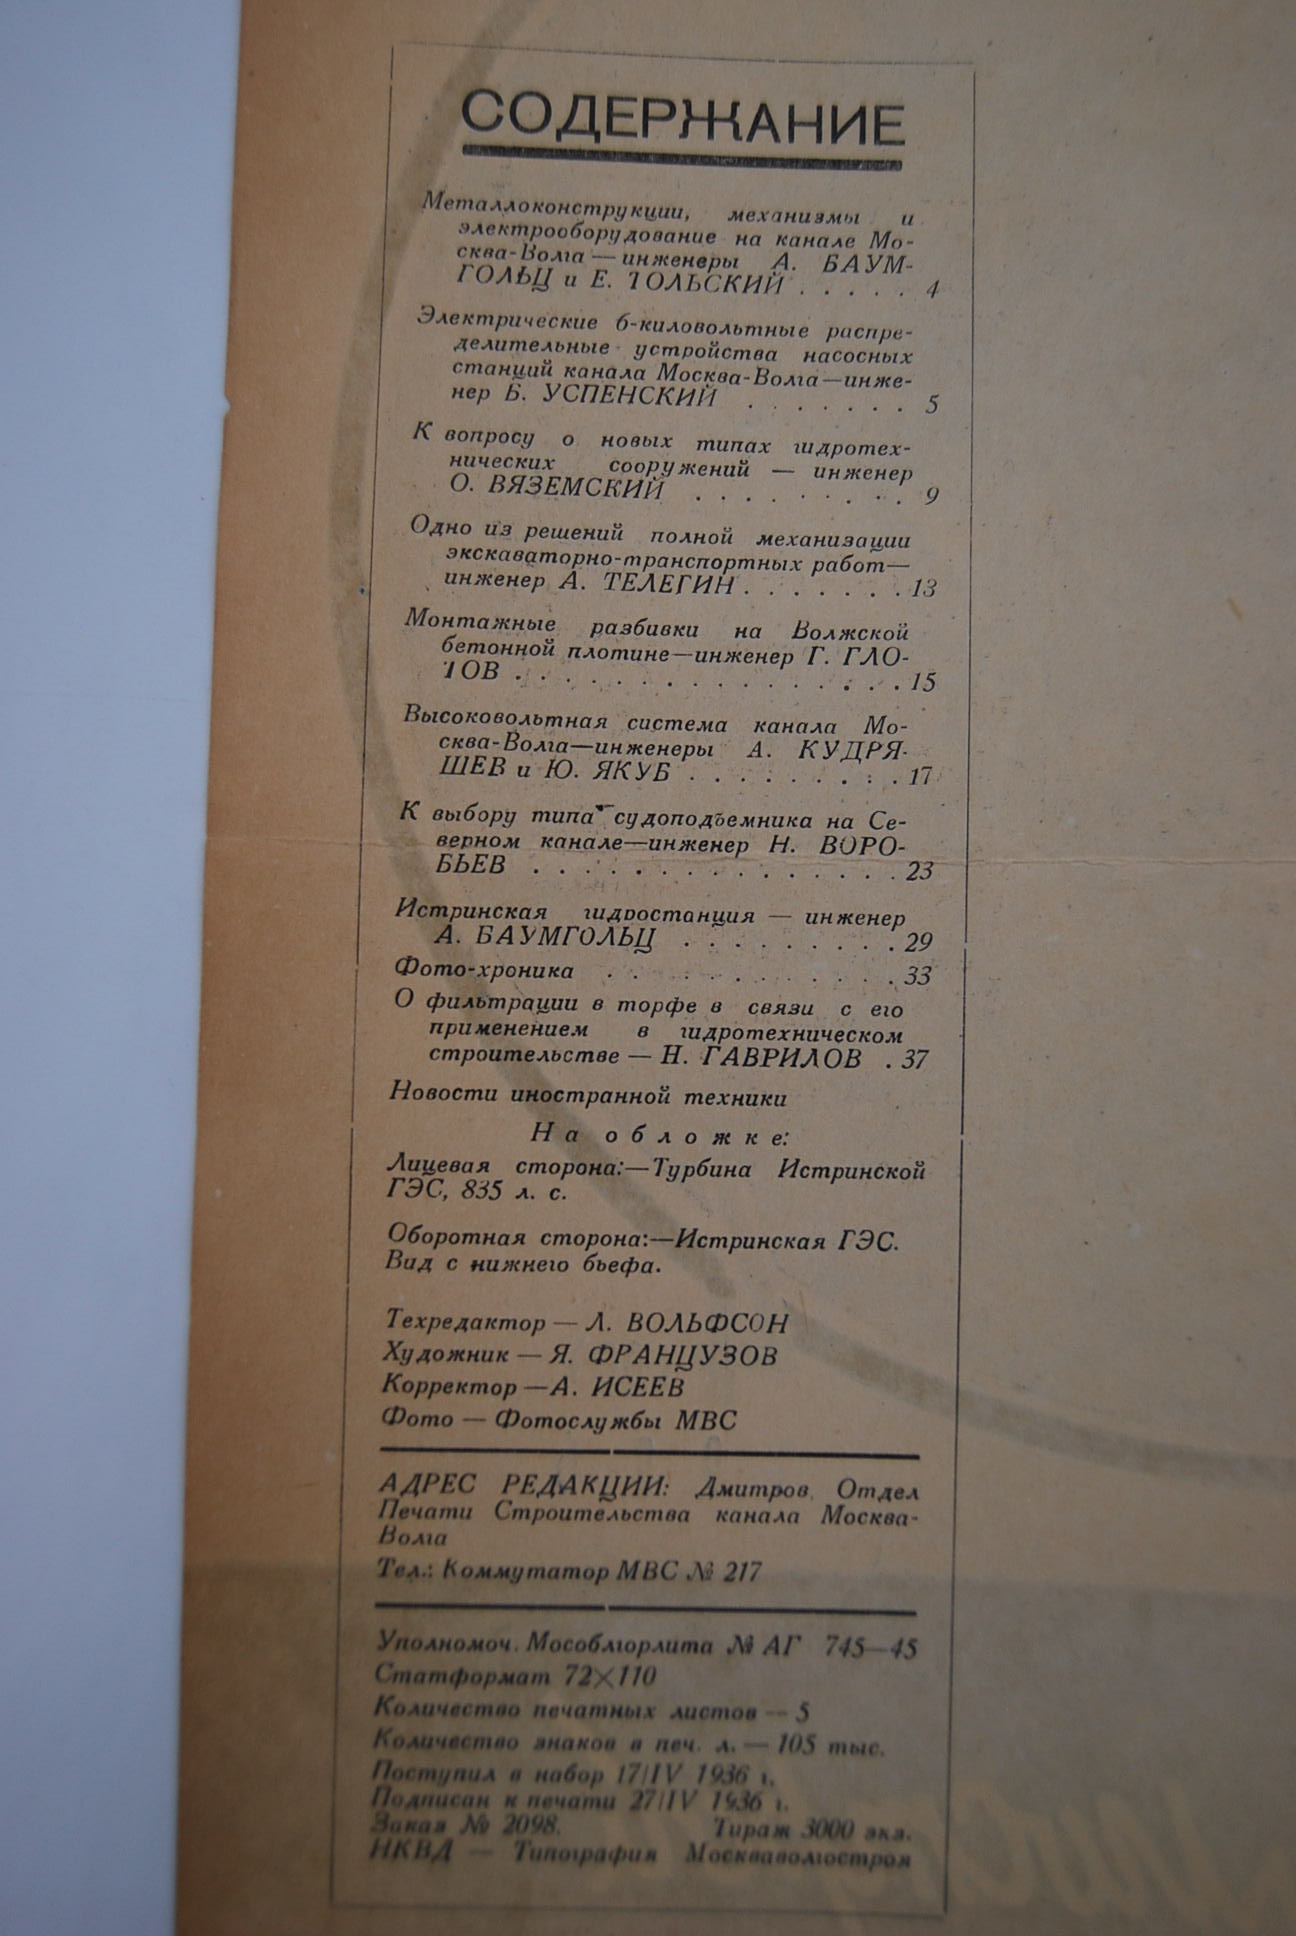 СОДЕРЖАНИЕ
Металлоконструкции, механизмы и
электрооборудование на канале Мо-
сква-Волга — инженеры А. БАУМ-
ГОЛЬЦ и Е. ТОЛЬСКИЙ . . . . . 4
Электрические 6-киловольтные распре-
делительные устройства насосных
станций канала Москва-Волга—инже-
нер Б. УСПЕНСКИЙ . . . . . . . 5
К вопросу о новых типах гидротех-
нических сооружений — инженер
О. ВЯЗЕМСКИЙ . . . . . . . . . 9
Одно из решений полной механизации
экскаваторно-транспортных работ—
инженер А. ТЕЛЕГИН . . . . . . . 13
Монтажные разбивки на Волжской
бетонной плотине—инженер Г. ГЛО-
ТОВ . . . . . . . . . . . . . . . . 15
Высоковольтная система канала Мо-
сква-Волга—инженеры А. КУДРЯ-
ШЕВ и Ю. ЯКУБ . . . . . . . . . 17
К выбору типа судоподъемника на Се-
верном канале—инженер Н. ВОРО-
БЬЕВ . . . . . . . . . . . . . . . 23
Истринская гидростанция — инженер
А. БАУМГОЛЬЦ . . . . . . . . . 29
Фото-хроника . . . . . . . . . . . . 33
О фильтрации в торфе в связи с его
применением в гидротехническом
строительстве — Н. ГАВРИЛОВ . 37
Новости иностранной техники
На обложке:
Лицевая сторона:—Турбина Истринской
ГЭС, 835 л. с.
Оборотная сторона:—Истринская ГЭС.
Вид с нижнего бьефа.
Техредактор — Л. ВОЛЬФСОН
Художник — Я. ФРАНЦУЗОВ
Корректор —А. ИСЕЕВ
Фото — Фотослужбы МВС
АДРЕС РЕДАКЦИИ: Дмитров, Отдел
Печати Строительства канала Москва-
Волга
Тел.: Коммутатор МВС № 217
Уполномоч. Мособлгорлита № АГ 745—45
Статформат 72×110
Количество печатных листов — 5
Количество знаков в печ. л. — 105 тыс.
Поступил в набор 17/IV 1936 г.
Подписан к печати 27/IV 1936 г.
Заказ № 2098. Тираж 3000 экз.
НКВД — Типография Москваволгостроя